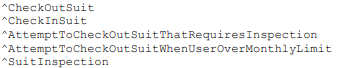 ^CheckOutSuit
^CheckInSuit
^AttemptToCheckOutSuitThatRequiresInspection
^AttemptToCheckOutSuitWhenUserOverMonthlyLimit
^SuitInspection